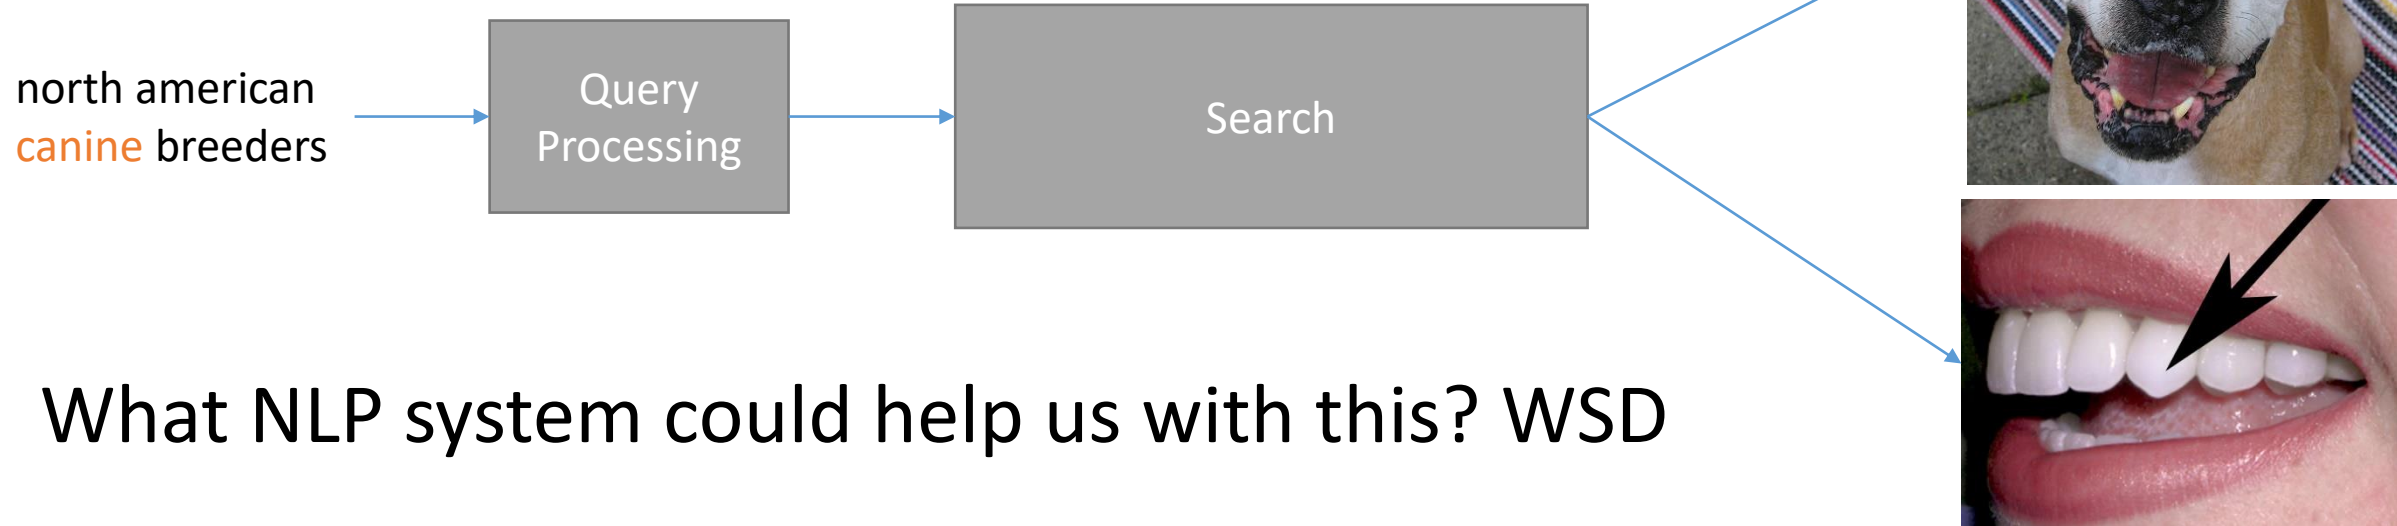 north american
canine breeders
Query
Processing
Search
What NLP system could help us with this? WSD